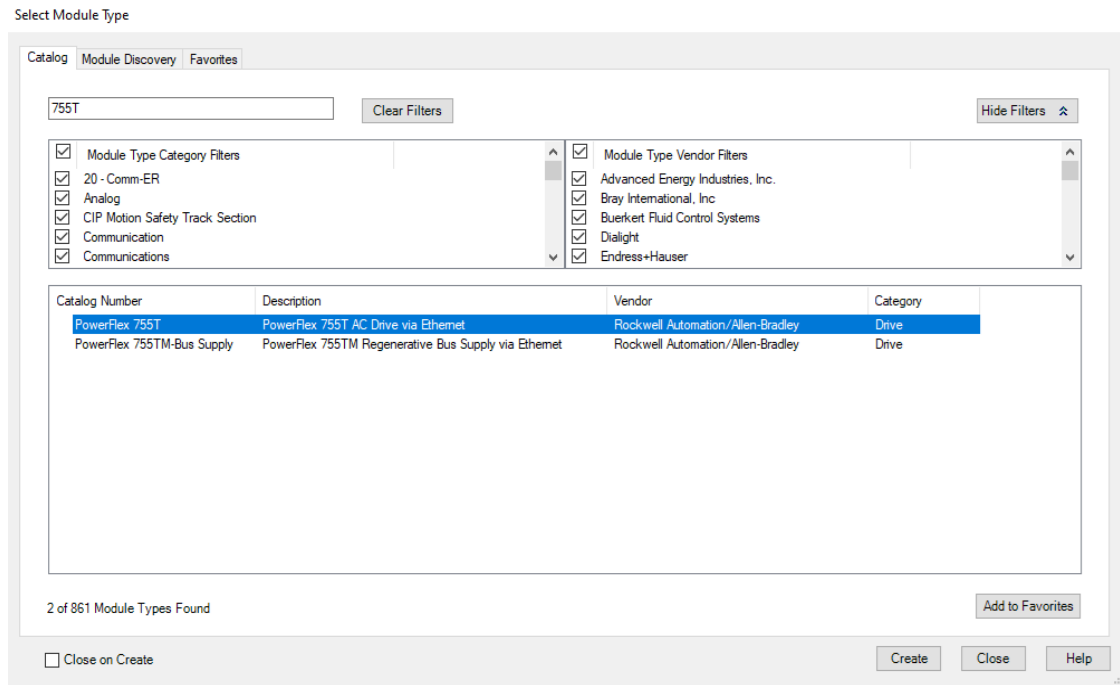 Select Module Type
Catalog Module Discovery Favorites
755T Clear Filters Hide Filters
Module Type Category Filters
20 - Comm-ER
Analog
CIP Motion Safety Track Section
Communication
Communications
Module Type Vendor Filters
Advanced Energy Industries, Inc.
Bray International, Inc
Buerkert Fluid Control Systems
Dialight
Endress+Hauser
Catalog Number Description Vendor Category
PowerFlex 755T PowerFlex 755T AC Drive via Ethernet Rockwell Automation/Allen-Bradley Drive
PowerFlex 755TM-Bus Supply PowerFlex 755TM Regenerative Bus Supply via Ethernet Rockwell Automation/Allen-Bradley Drive
2 of 861 Module Types Found Add to Favorites
Close on Create Create Close Help